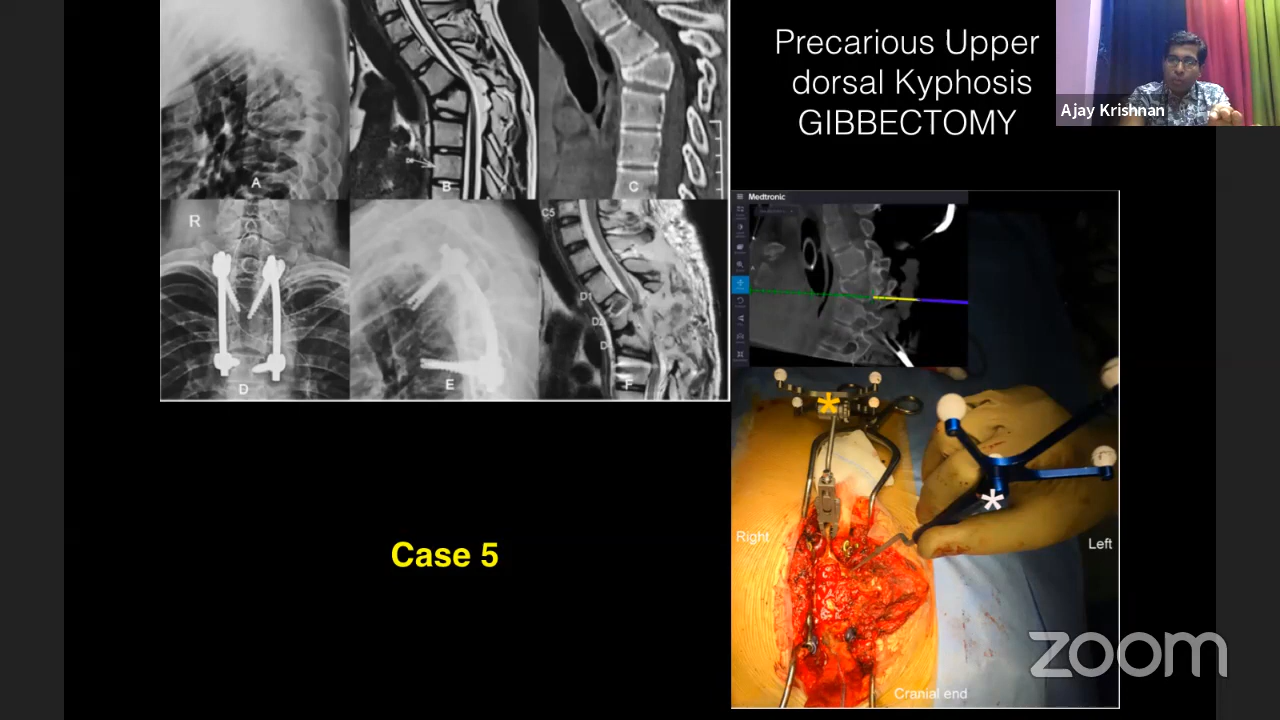 Precarious Upper
dorsal Kyphosis
GIBBECTOMY
Ajay Krishnan
A
B
C
R
D
E
C5
D1
D2
D
F
Medtronic
Case 5
Right
Left
Cranial end
zoom